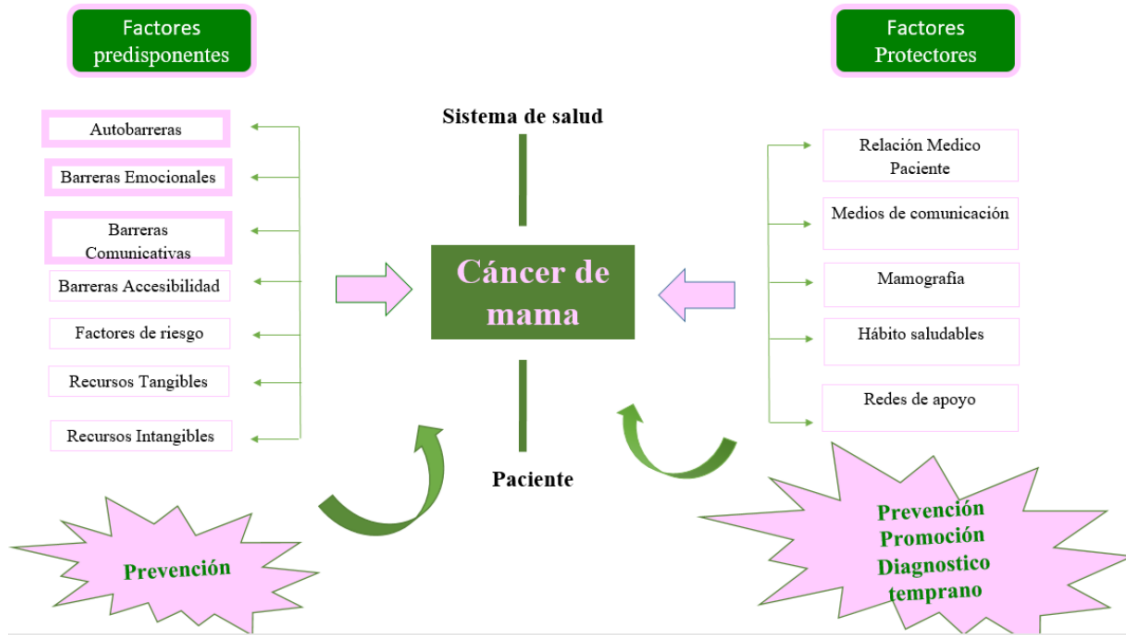 Factores
predisponentes
Autobarreras
Barreras Emocionales
Barreras
Comunicativas
Barreras Accesibilidad
Factores de riesgo
Recursos Tangibles
Recursos Intangibles
Prevención
Sistema de salud
Cáncer de
mama
Paciente
Factores
Protectores
Relación Medico
Paciente
Medios de comunicación
Mamografía
Hábito saludables
Redes de apoyo
Prevención
Promoción
Diagnostico
temprano